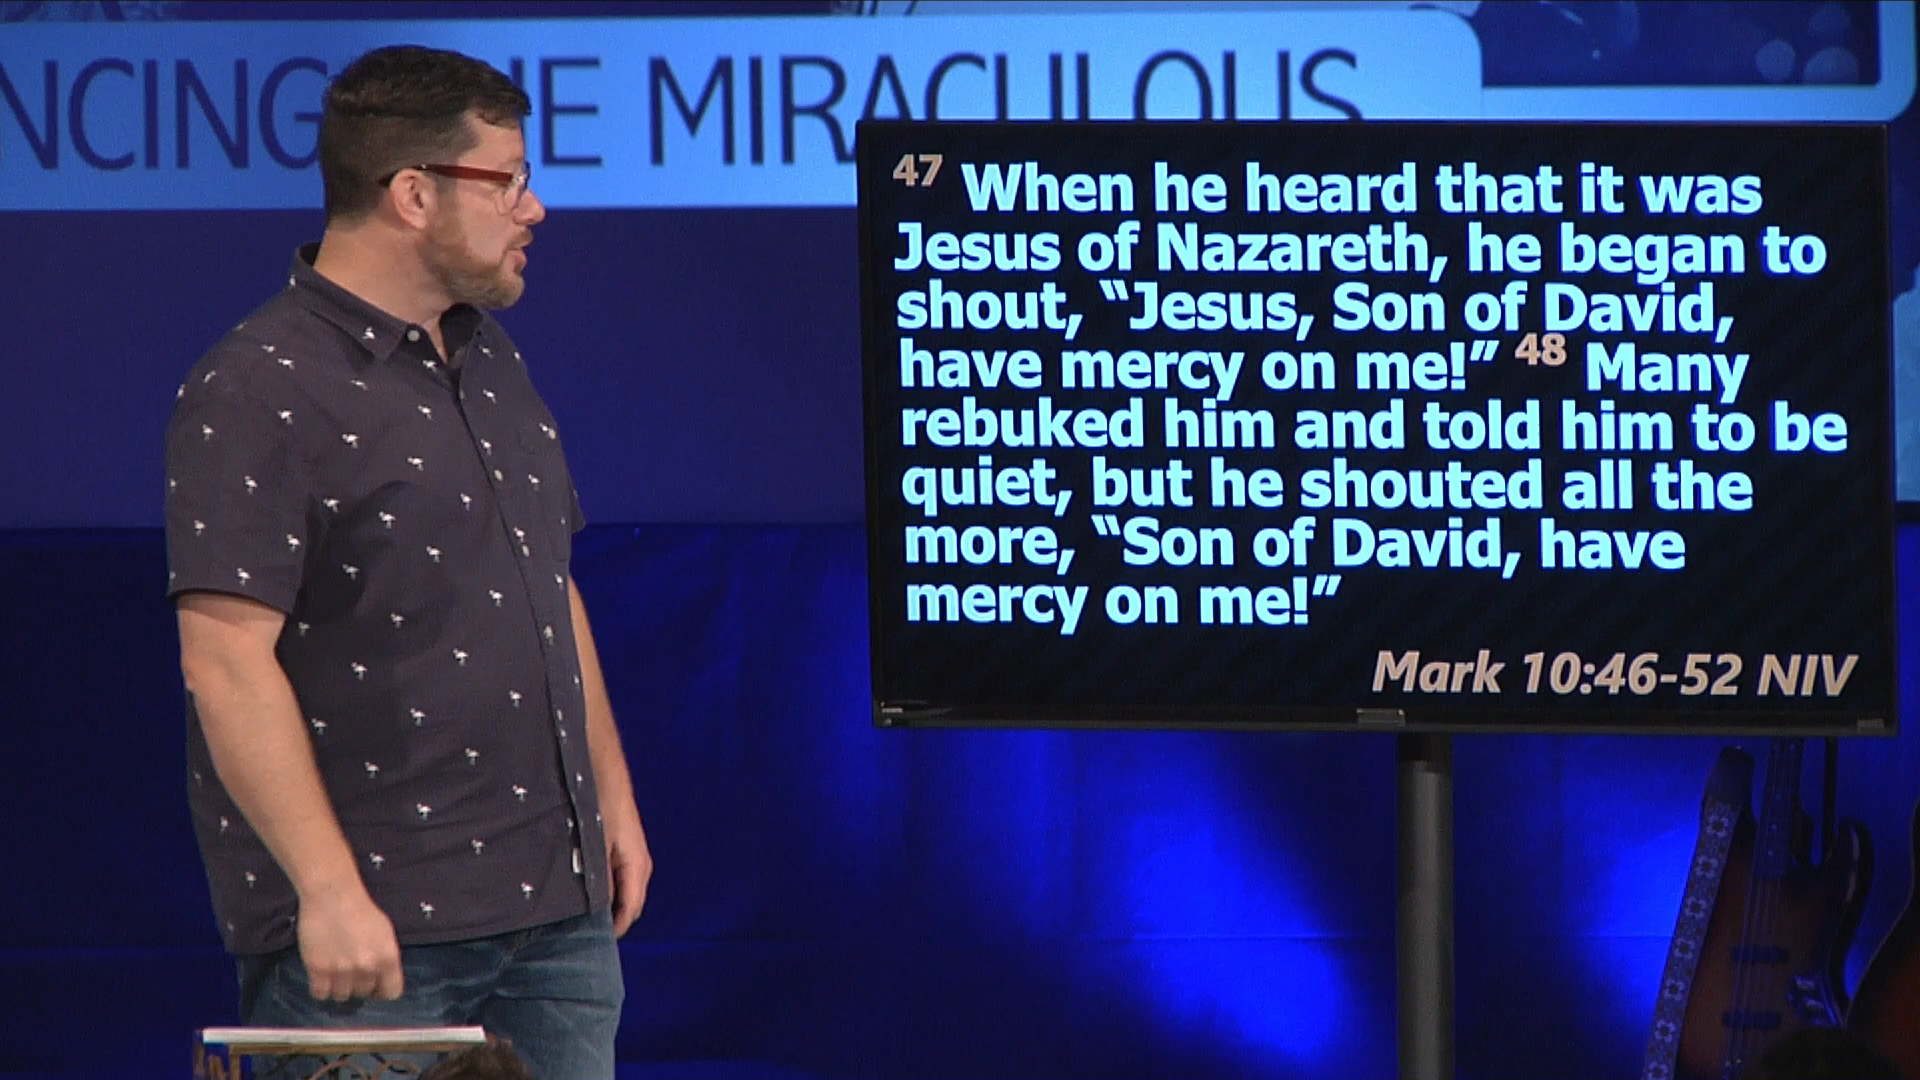 NCING THE MIRACULOUS
47 When he heard that it was
Jesus of Nazareth, he began to
shout, “Jesus, Son of David,
have mercy on me!” 48 Many
rebuked him and told him to be
quiet, but he shouted all the
more, “Son of David, have
mercy on me!”
Mark 10:46-52 NIV